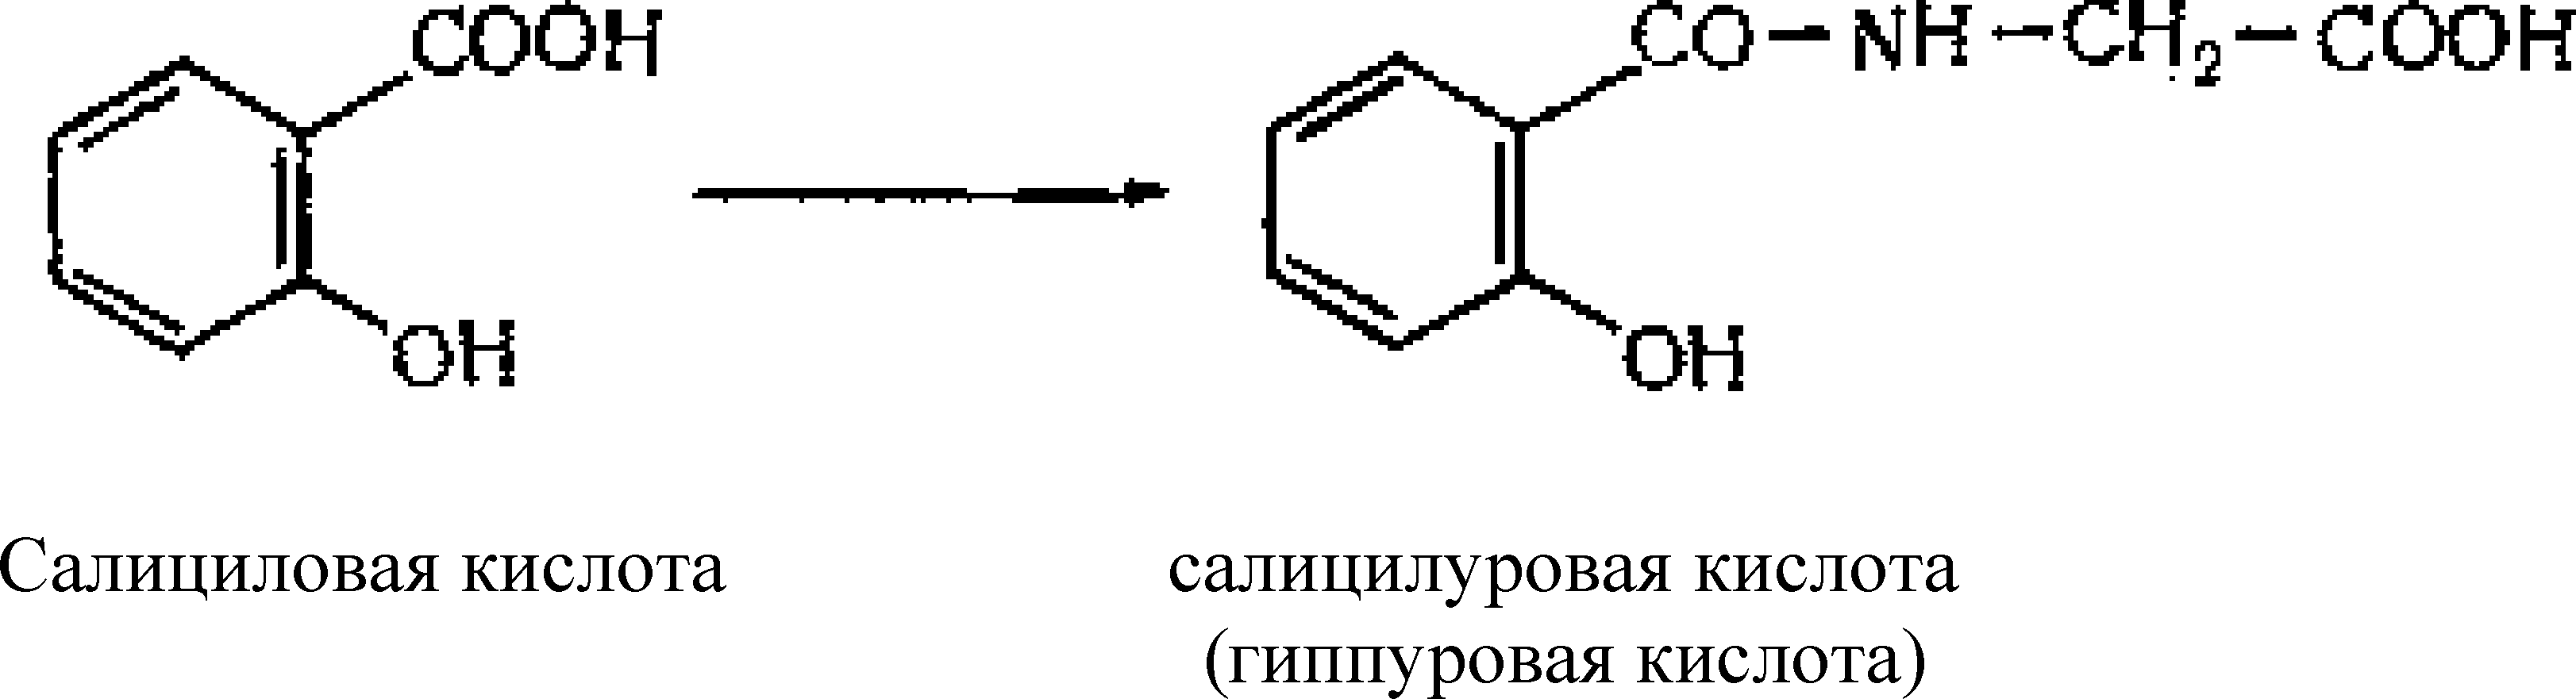 COOH
CO – NH – CH2 – COOH
OH
OH
Салициловая кислота
салицилуровая кислота
(гиппуровая кислота)